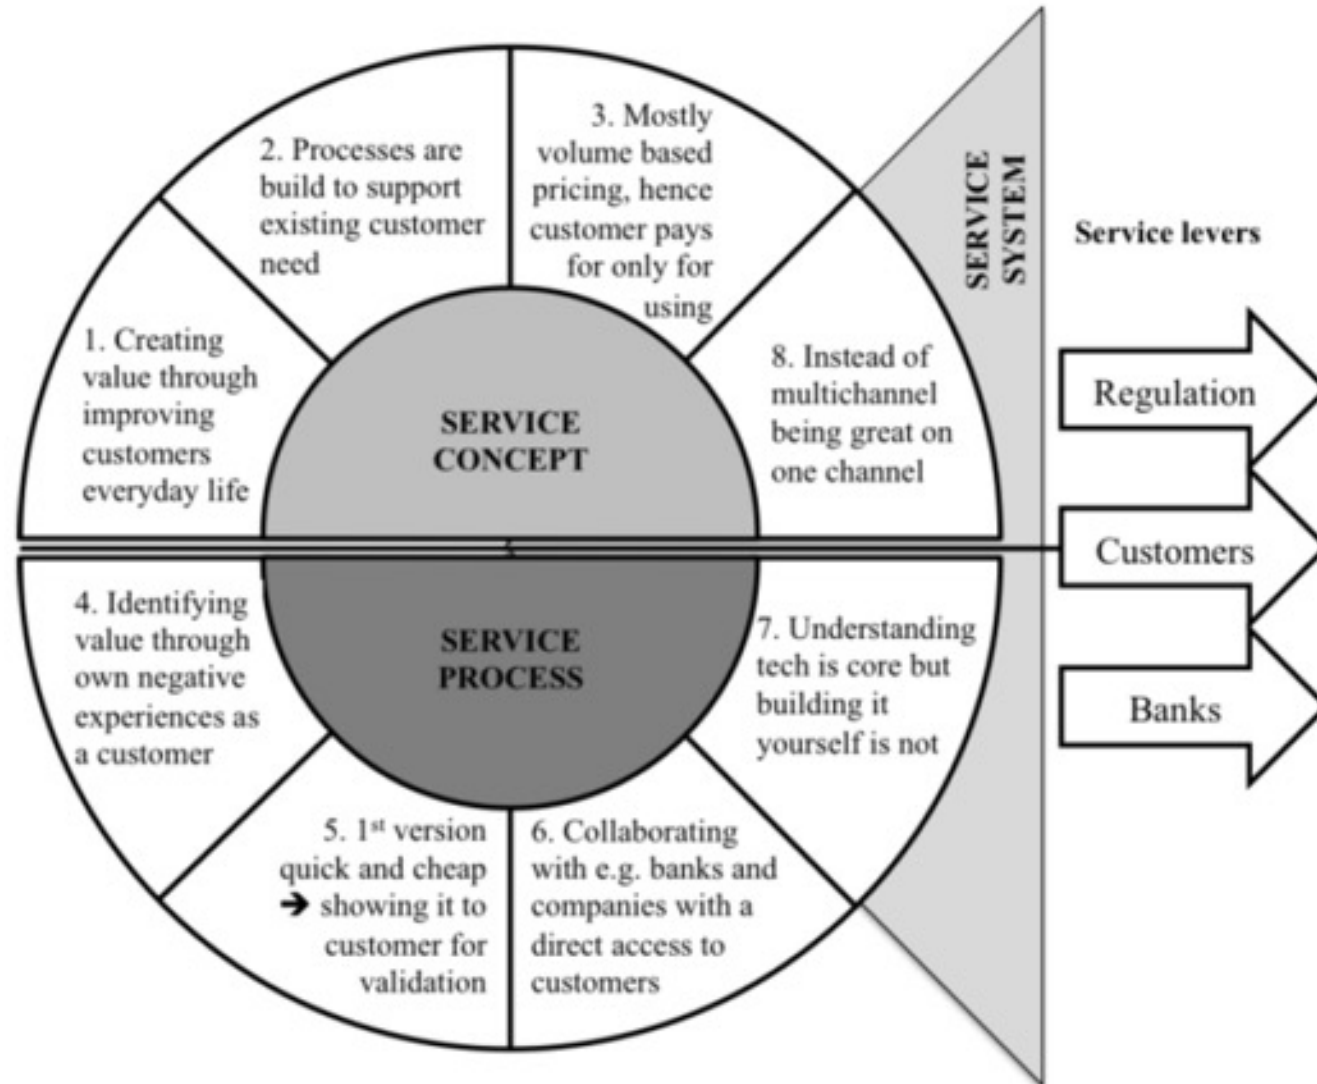 1. Creating
value through
improving
customers
everyday life
2. Processes are
build to support
existing customer
need
3. Mostly
volume based
pricing, hence
customer pays
for only for
using
8. Instead of
multichannel
being great on
one channel
SERVICE
CONCEPT
4. Identifying
value through
own negative
experiences as
a customer
5. 1st version
quick and cheap
➔ showing it to
customer for
validation
6. Collaborating
with e.g. banks and
companies with a
direct access to
customers
7. Understanding
tech is core but
building it
yourself is not
SERVICE
PROCESS
SERVICE
SYSTEM
Service levers
Regulation
Customers
Banks